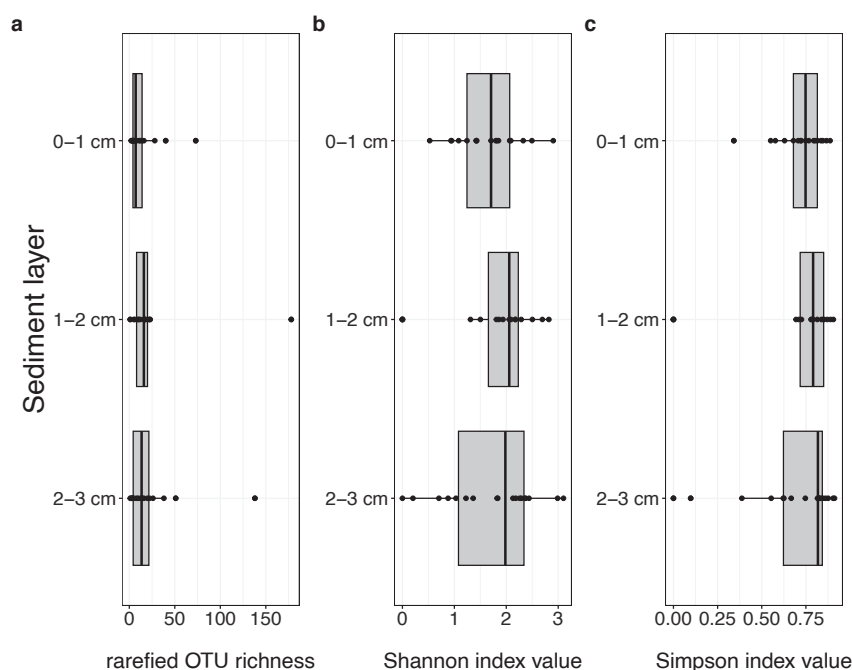 a
b
c
Sediment layer
0–1 cm
1–2 cm
2–3 cm
0–1 cm
1–2 cm
2–3 cm
0–1 cm
1–2 cm
2–3 cm
0 50 100 150
0 1 2 3
0.00 0.25 0.50 0.75
rarefied OTU richness
Shannon index value
Simpson index value